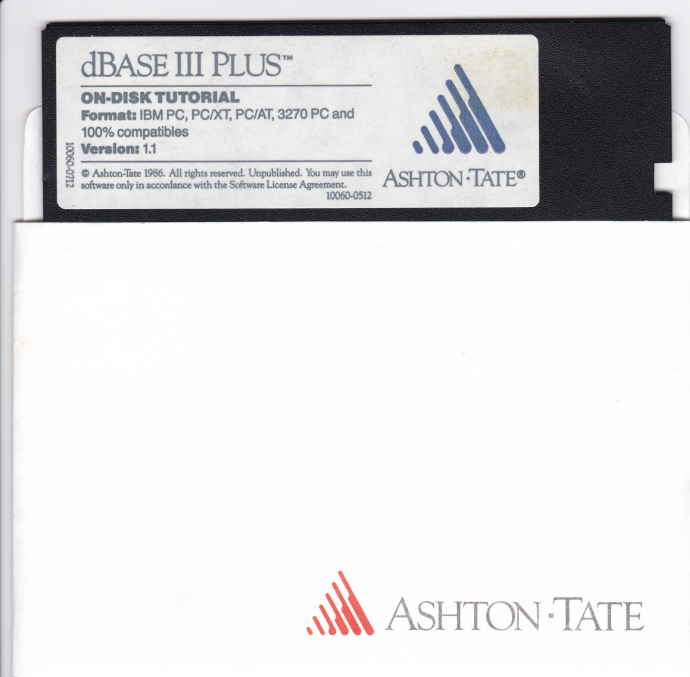 dBASE III PLUS™
ON-DISK TUTORIAL
Format: IBM PC, PC/XT, PC/AT, 3270 PC and
100% compatibles
Version: 1.1
© Ashton-Tate 1986. All rights reserved. Unpublished. You may use this
software only in accordance with the Software License Agreement.
10060-0512
10060-0712
ASHTON·TATE®
ASHTON·TATE